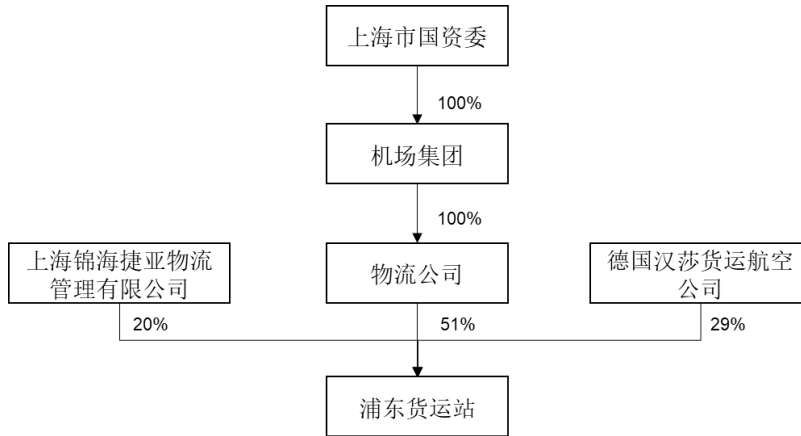 上海市国资委
100%
机场集团
100%
上海锦海捷亚物流
管理有限公司
物流公司
德国汉莎货运航空
公司
20%
51%
29%
浦东货运站